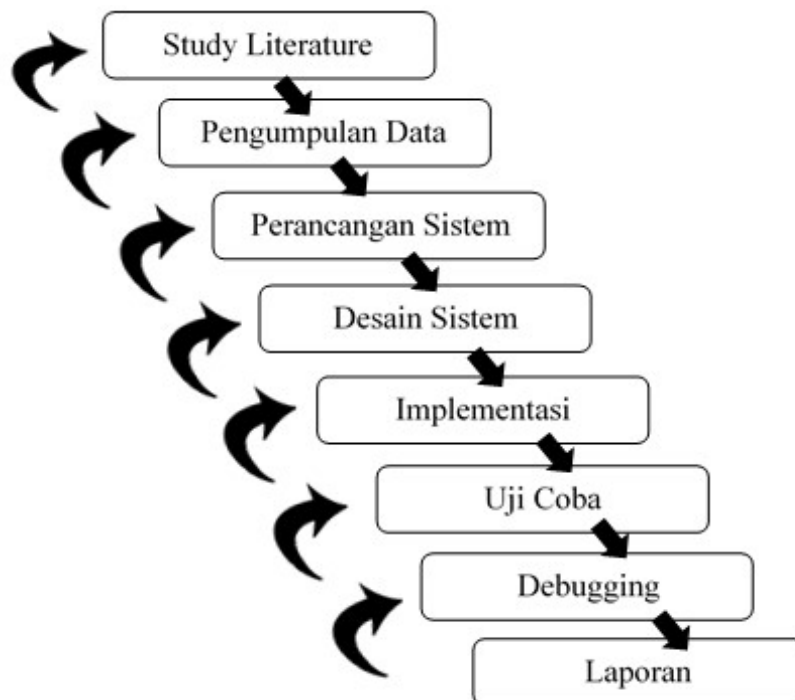 Study Literature
Pengumpulan Data
Perancangan Sistem
Desain Sistem
Implementasi
Uji Coba
Debugging
Laporan